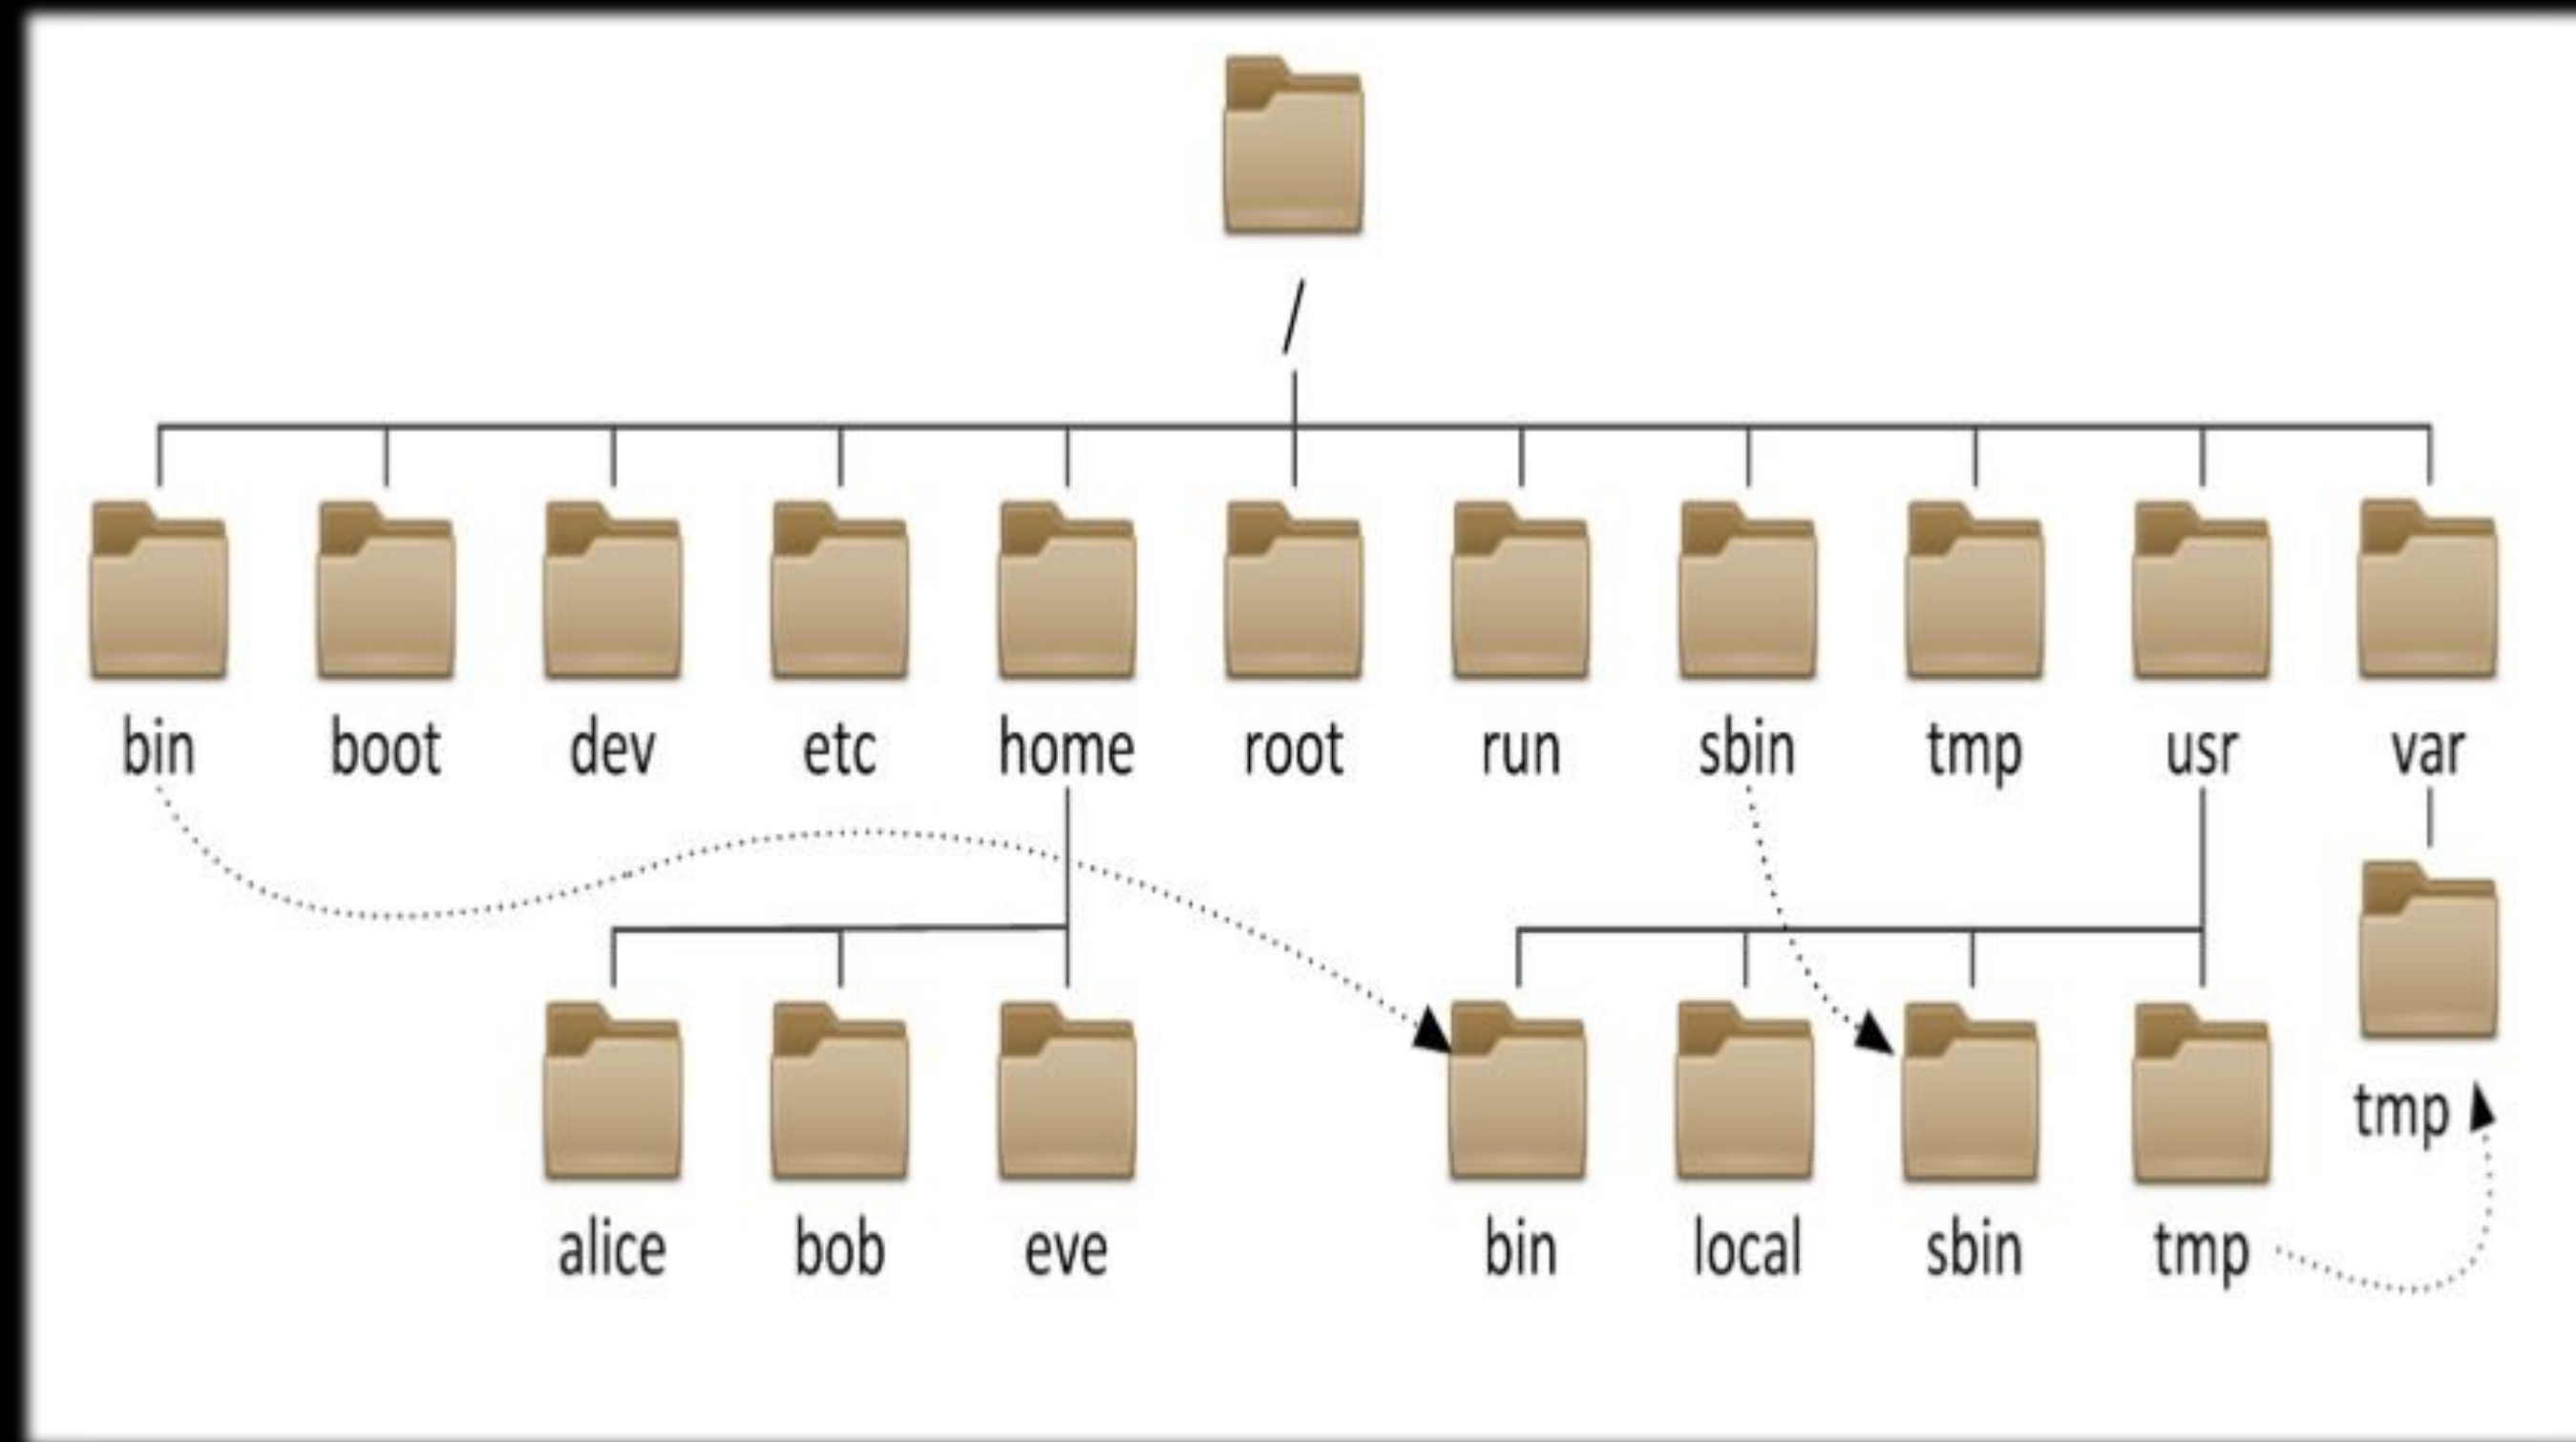 /
bin boot dev etc home root run sbin tmp usr var
tmp
alice bob eve bin local sbin tmp